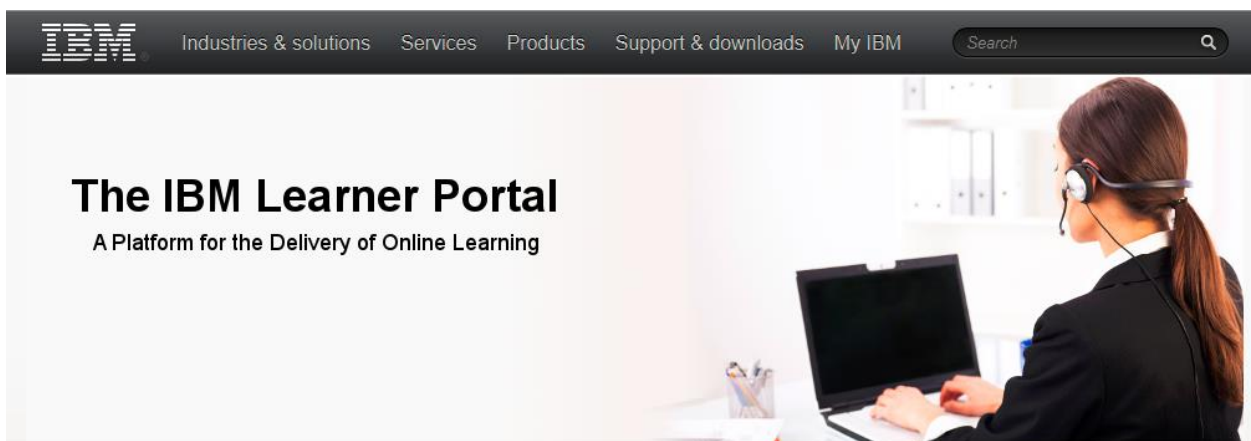 IBM® Industries & solutions Services Products Support & downloads My IBM Search
The IBM Learner Portal
A Platform for the Delivery of Online Learning